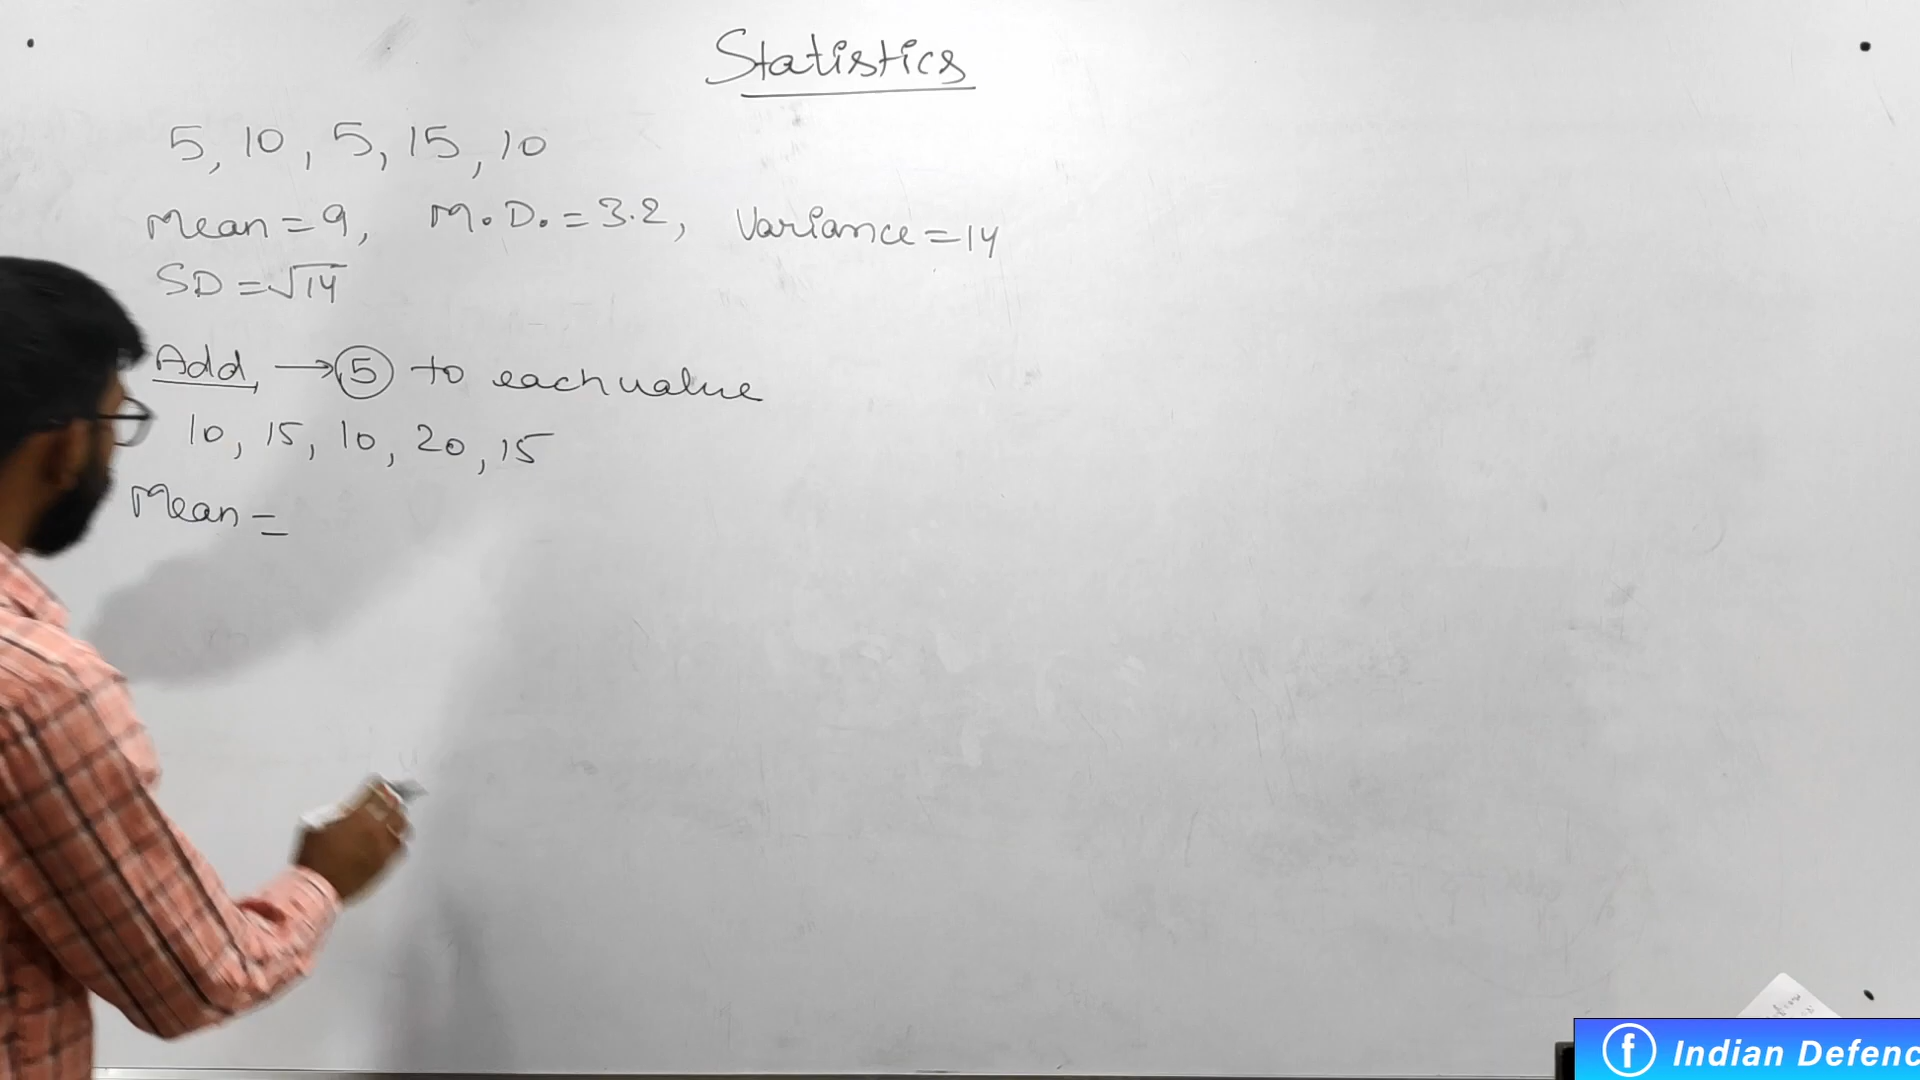 Statistics
5, 10, 5, 15, 10
Mean = 9, M.D. = 3.2, Variance = 14
SD = √14
Add, → 5 to each value
10, 15, 10, 20, 15
Mean =
f Indian Defenc